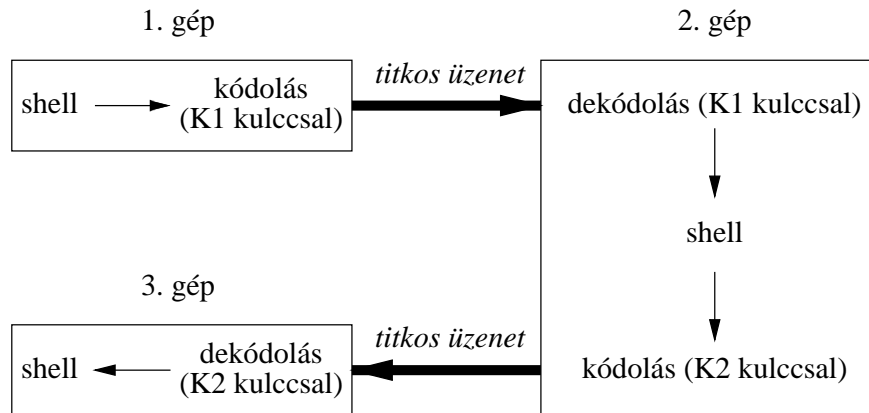 1. gép
2. gép
shell
kódolás
(K1 kulccsal)
titkos üzenet
dekódolás (K1 kulccsal)
shell
3. gép
shell
dekódolás
(K2 kulccsal)
titkos üzenet
kódolás (K2 kulccsal)